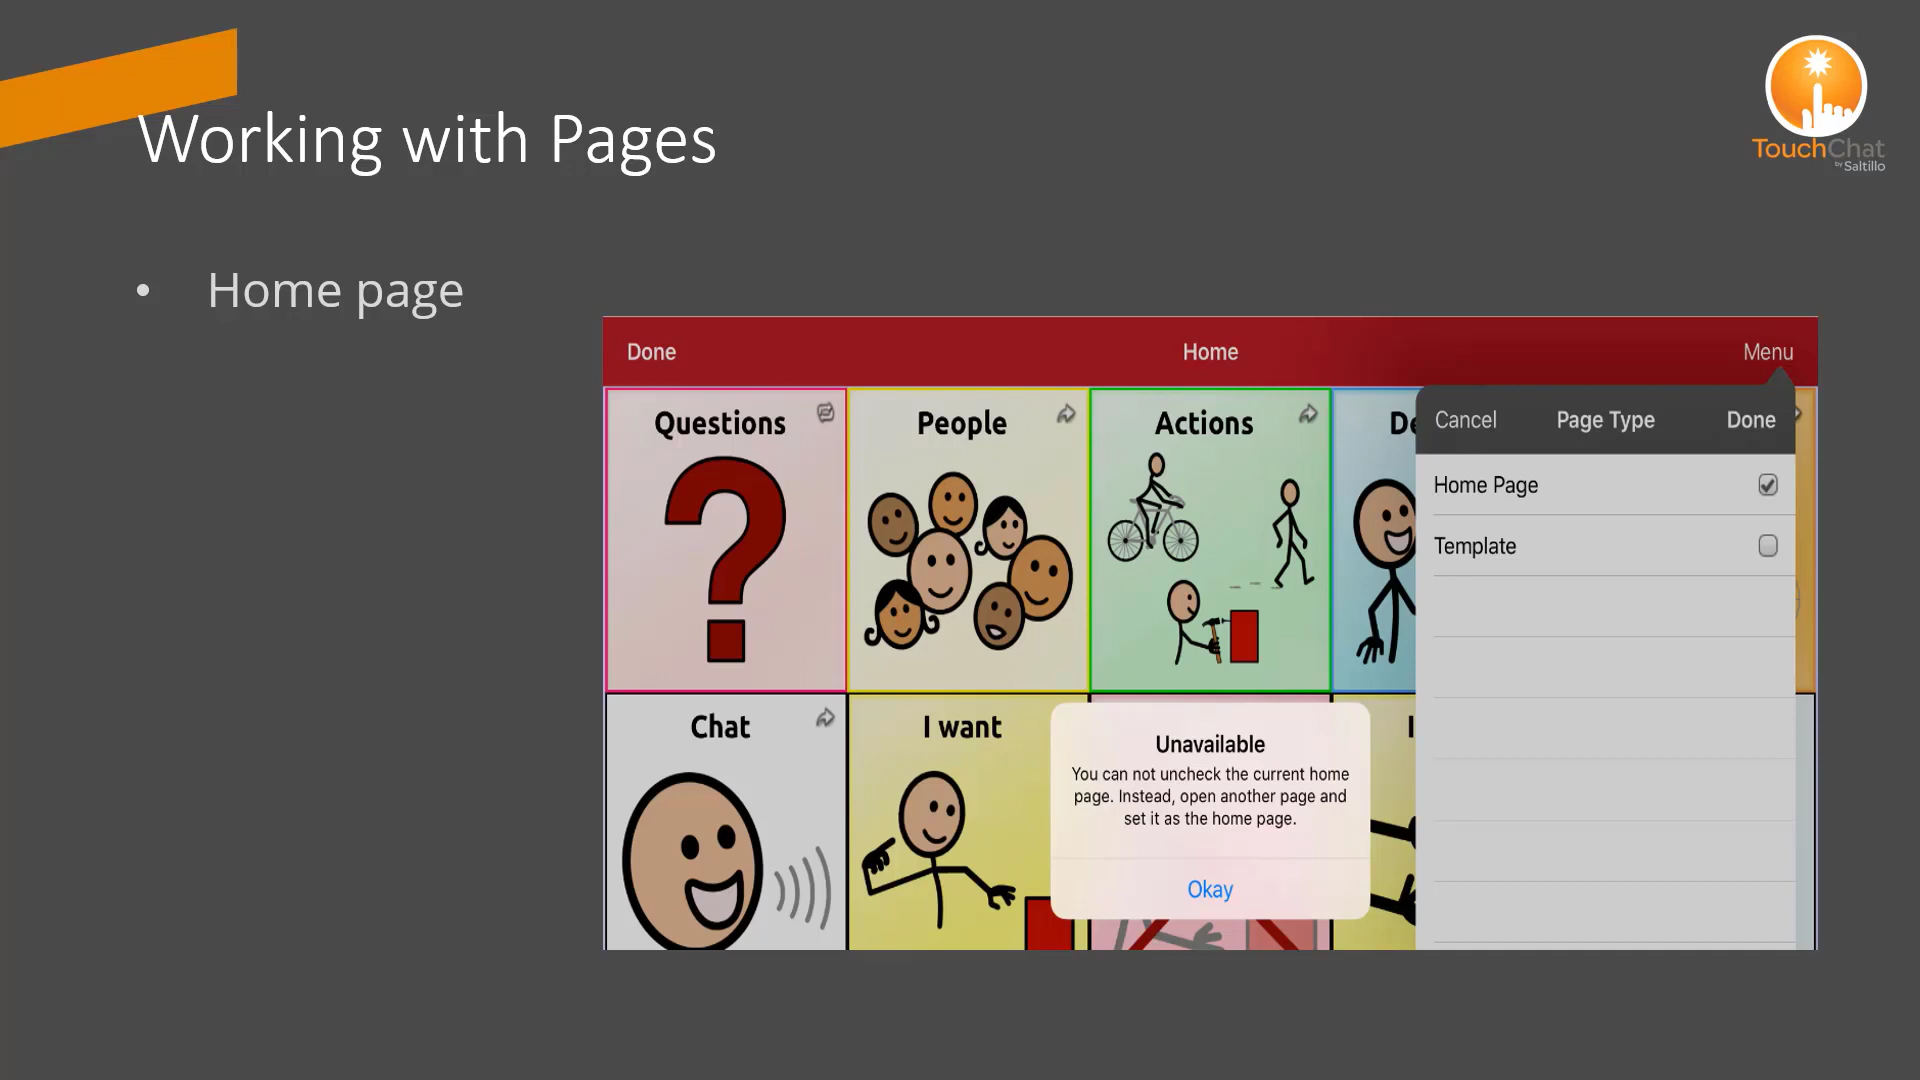 Working with Pages
TouchChat
by Saltillo
• Home page
Done
Home
Menu
Questions
People
Actions
Cancel
Page Type
Done
Home Page
Template
Chat
I want
Unavailable
You can not uncheck the current home
page. Instead, open another page and
set it as the home page.
Okay